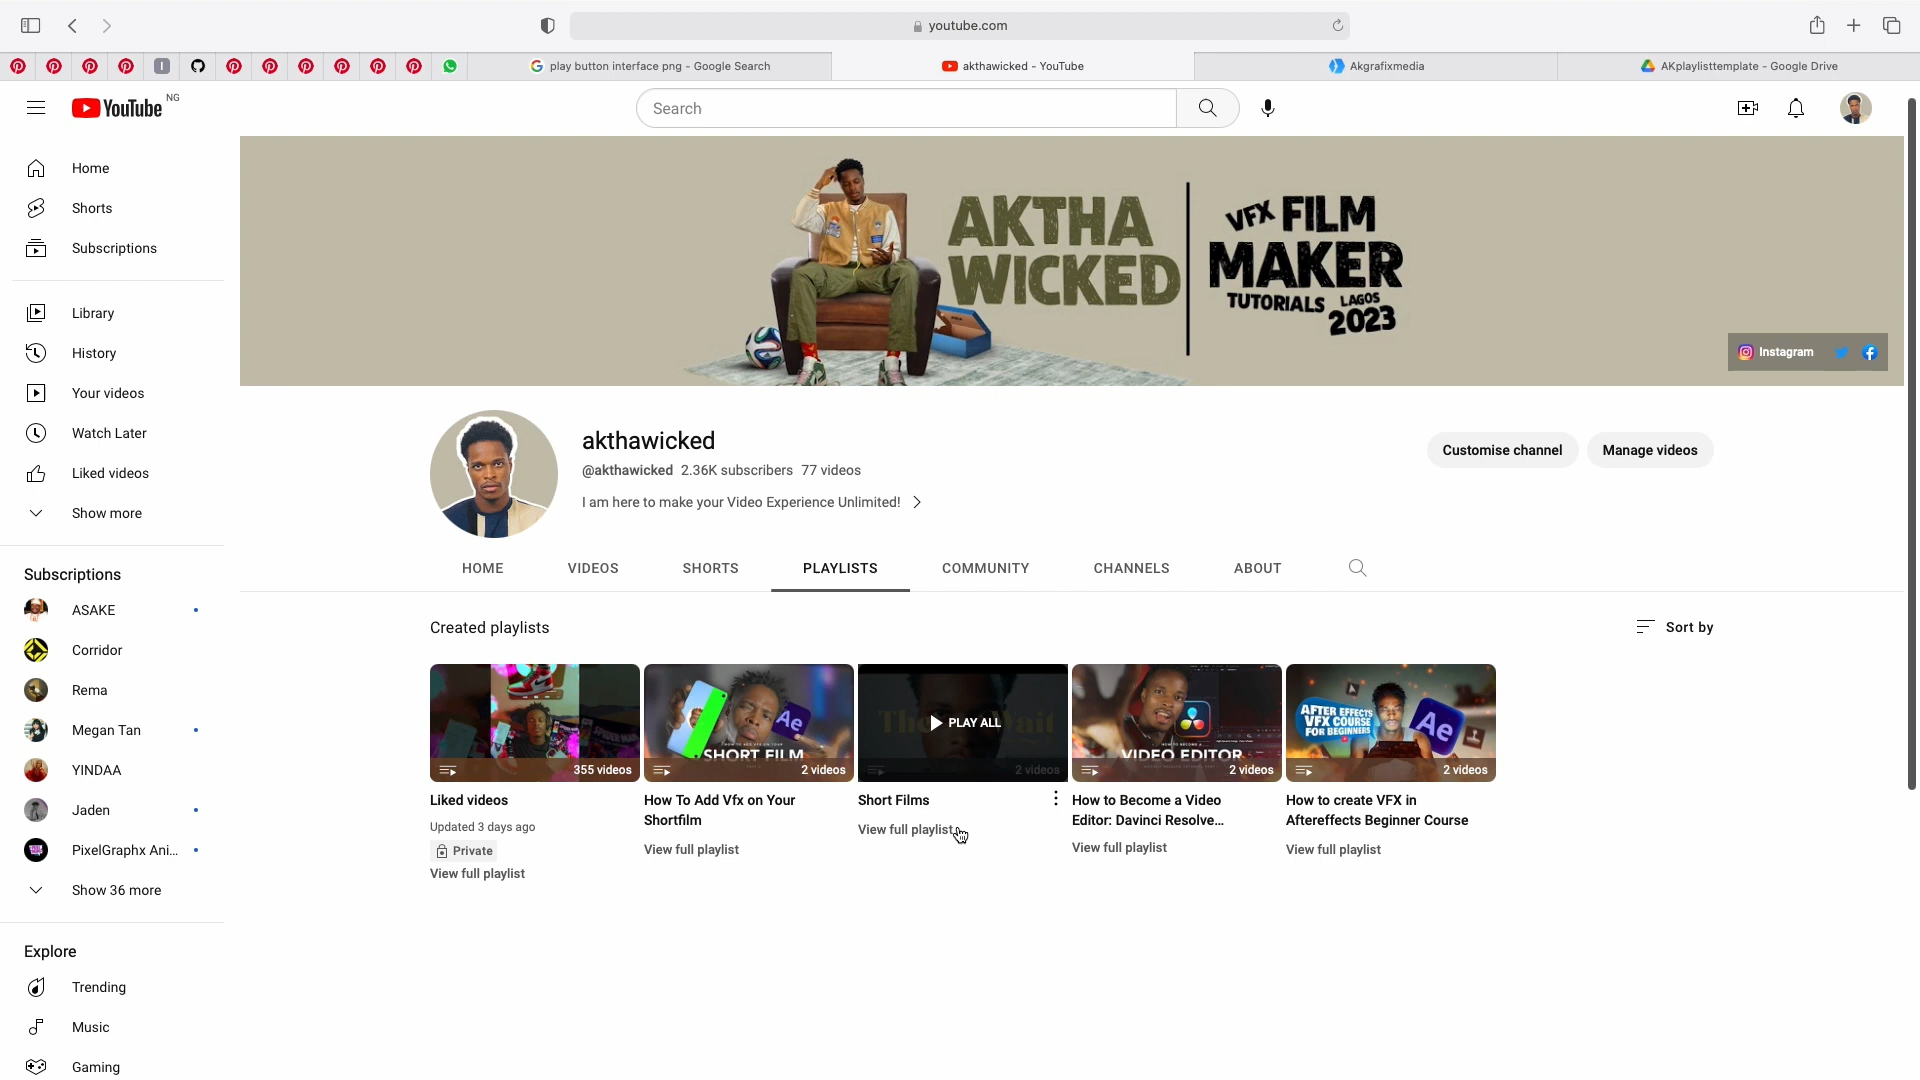 youtube.com
play button interface png - Google Search
akthawicked - YouTube
Akgrafixmedia
AKplaylisttemplate - Google Drive
YouTube NG
Search
Home
Shorts
Subscriptions
Library
History
Your videos
Watch Later
Liked videos
Show more
Subscriptions
ASAKE
Corridor
Rema
Megan Tan
YINDAA
Jaden
PixelGraphx Ani...
Show 36 more
Explore
Trending
Music
Gaming
AKTHA
WICKED
VFX FILM
MAKER
TUTORIALS LAGOS
2023
Instagram
akthawicked
@akthawicked 2.36K subscribers 77 videos
I am here to make your Video Experience Unlimited!
Customise channel
Manage videos
HOME
VIDEOS
SHORTS
PLAYLISTS
COMMUNITY
CHANNELS
ABOUT
Created playlists
Sort by
355 videos
Liked videos
Updated 3 days ago
Private
View full playlist
Ae
SHORT FILM
2 videos
How To Add Vfx on Your
Shortfilm
View full playlist
PLAY ALL
2 videos
Short Films
View full playlist
VIDEO EDITOR
2 videos
How to Become a Video
Editor: Davinci Resolve...
View full playlist
AFTER EFFECTS
VFX COURSE
FOR BEGINNERS
Ae
2 videos
How to create VFX in
Aftereffects Beginner Course
View full playlist